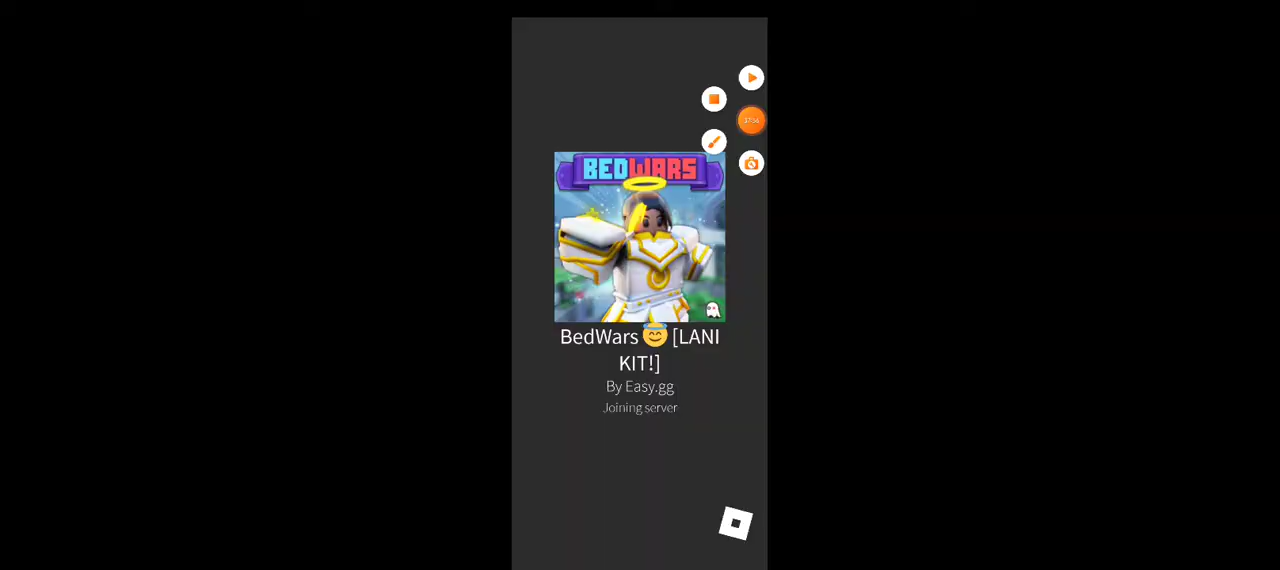 BEDWARS
BedWars 😇 [LANI
KIT!]
By Easy.gg
Joining server